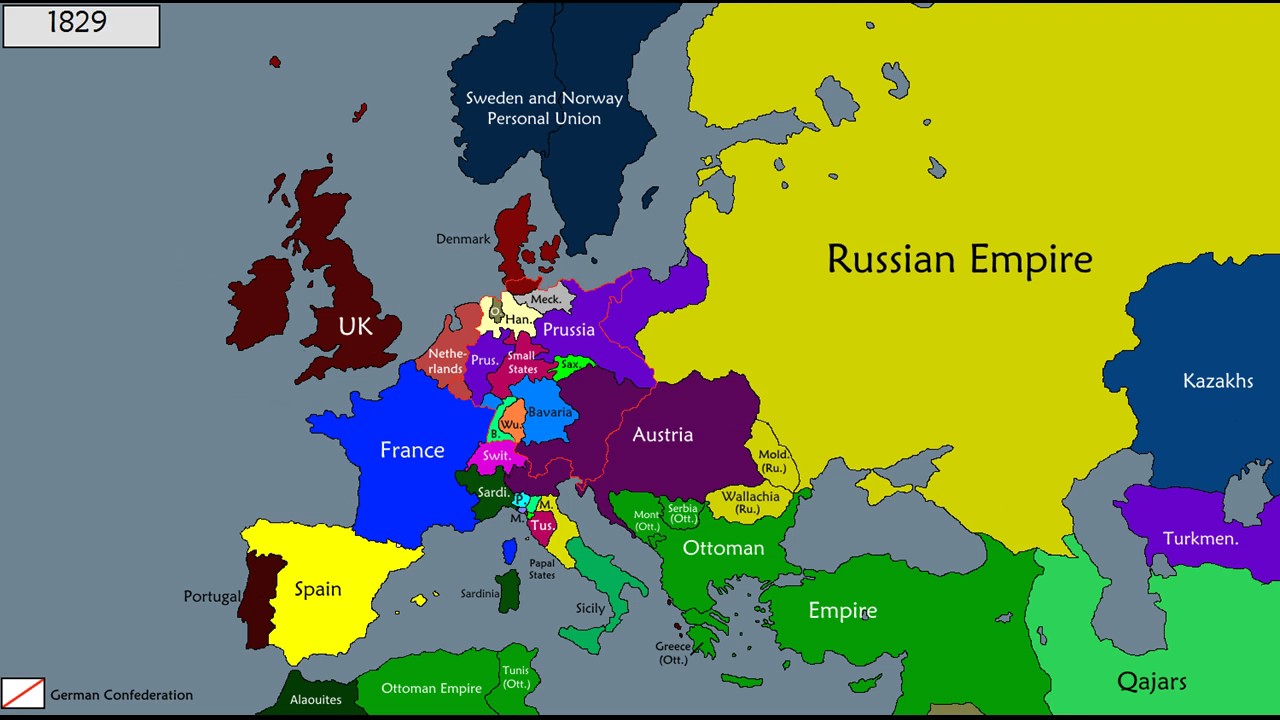 1829
Sweden and Norway
Personal Union
Denmark
Russian Empire
UK
Meck.
O.
Han.
Prussia
Nethe-
rlands
Prus.
Small
States
Sax.
Kazakhs
Bavaria
Wu.
B.
Austria
France
Swit.
Mold.
(Ru.)
Sardi.
P.
M.
M.
Wallachia
(Ru.)
Mont
(Ott.)
Serbia
(Ott.)
Tus.
Turkmen.
Ottoman
Papal
States
Spain
Portugal
Sardinia
Sicily
Empire
Greece
(Ott.)
Tunis
(Ott.)
Qajars
Ottoman Empire
German Confederation
Alaouites